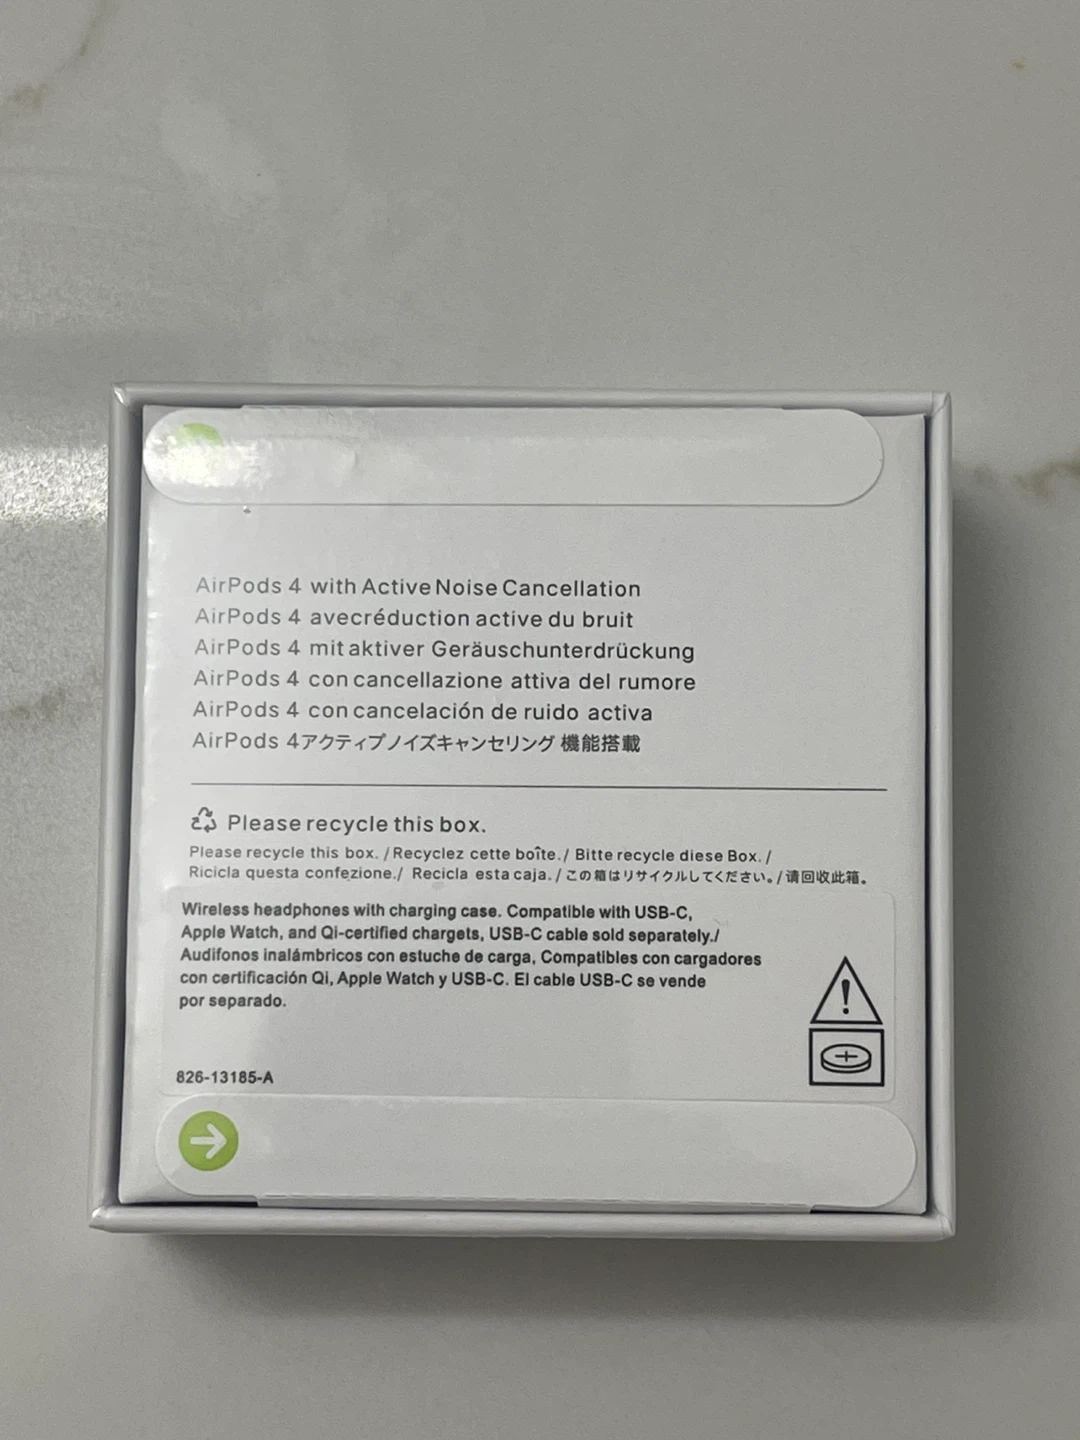 AirPods 4 with Active Noise Cancellation
AirPods 4 avecréduction active du bruit
AirPods 4 mit aktiver Geräuschunterdrückung
AirPods 4 con cancellazione attiva del rumore
AirPods 4 con cancelación de ruido activa
AirPods 4アクティブノイズキャンセリング 機能搭載
Please recycle this box.
Please recycle this box. / Recyclez cette boîte. / Bitte recycle diese Box. /
Ricicla questa confezione./ Recicla esta caja. / この箱はリサイクルしてください。/ 请回收此箱。
Wireless headphones with charging case. Compatible with USB-C,
Apple Watch, and Qi-certified chargets, USB-C cable sold separately./
Audifonos inalámbricos con estuche de carga, Compatibles con cargadores
con certificación Qi, Apple Watch y USB-C. El cable USB-C se vende
por separado.
826-13185-A